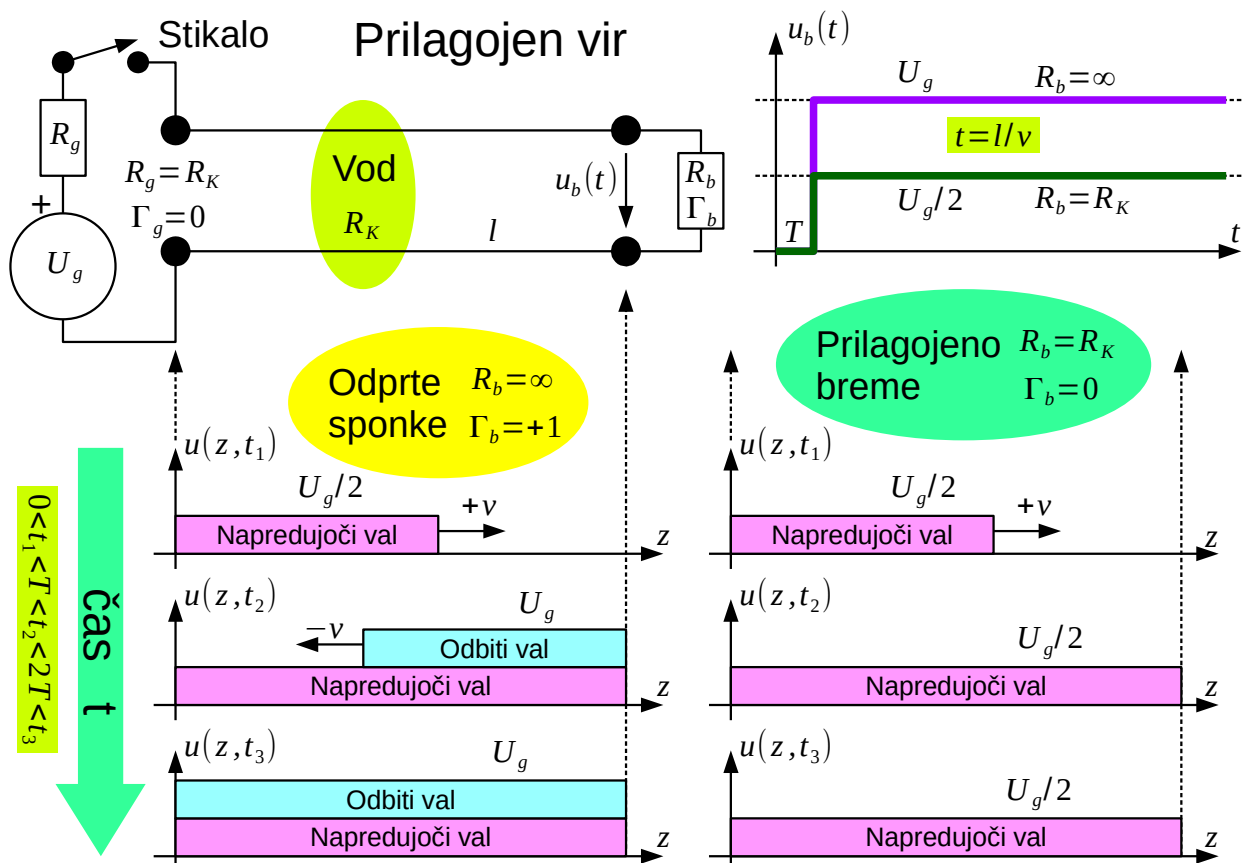 Stikalo
Prilagojen vir
R_g
R_g=R_K
Γ_g=0
+
U_g
Vod
R_K
l
u_b(t)
R_b
Γ_b
u_b(t)
U_g R_b=∞
t=l/v
U_g/2 R_b=R_K
T
t
Odprte sponke
R_b=∞
Γ_b=+1
Prilagojeno breme
R_b=R_K
Γ_b=0
čas t
0<t_1<T<t_2<2T<t_3
u(z,t_1)
U_g/2
+v
Napredujoči val
z
u(z,t_2)
U_g
−v
Odbiti val
Napredujoči val
z
u(z,t_3)
U_g
Odbiti val
Napredujoči val
z
u(z,t_1)
U_g/2
+v
Napredujoči val
z
u(z,t_2)
U_g/2
Napredujoči val
z
u(z,t_3)
U_g/2
Napredujoči val
z